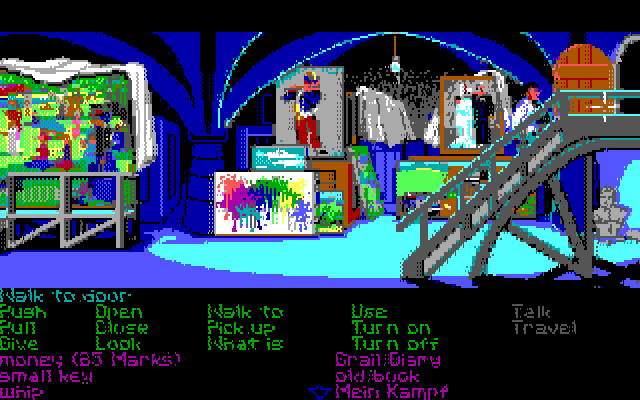 Walk to door
Push Open Walk to Use Talk
Pull Close Pick up Turn on Travel
Give Look What is Turn off
money (85 Marks) Grail Diary
small key old book
whip Mein Kampf